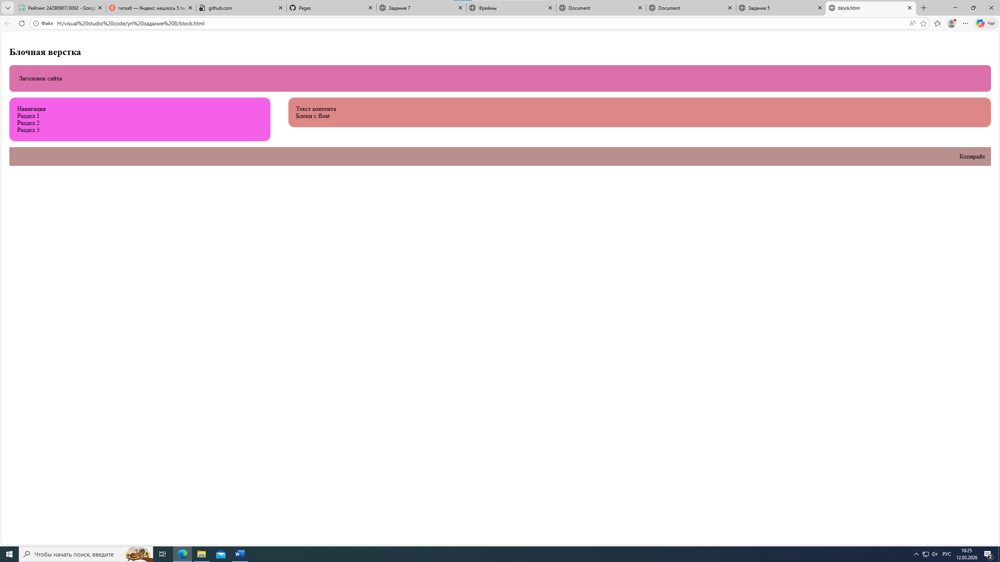 Рейтинг 24290907/3092 - Googl
гитхаб — Яндекс: нашлось 5 ты
github.com
Pages
Задание 7
Фреймы
Document
Document
Задание 5
block.html
Файл
H:/visual%20studio%20code/уп%20задание%208/block.html
Чат
Блочная верстка
Заголовок сайта
Навигация
Раздел 1
Раздел 2
Раздел 3
Текст контента
Блоки с float
Копирайт
Чтобы начать поиск, введите
РУС
10:25
12.03.2026
2